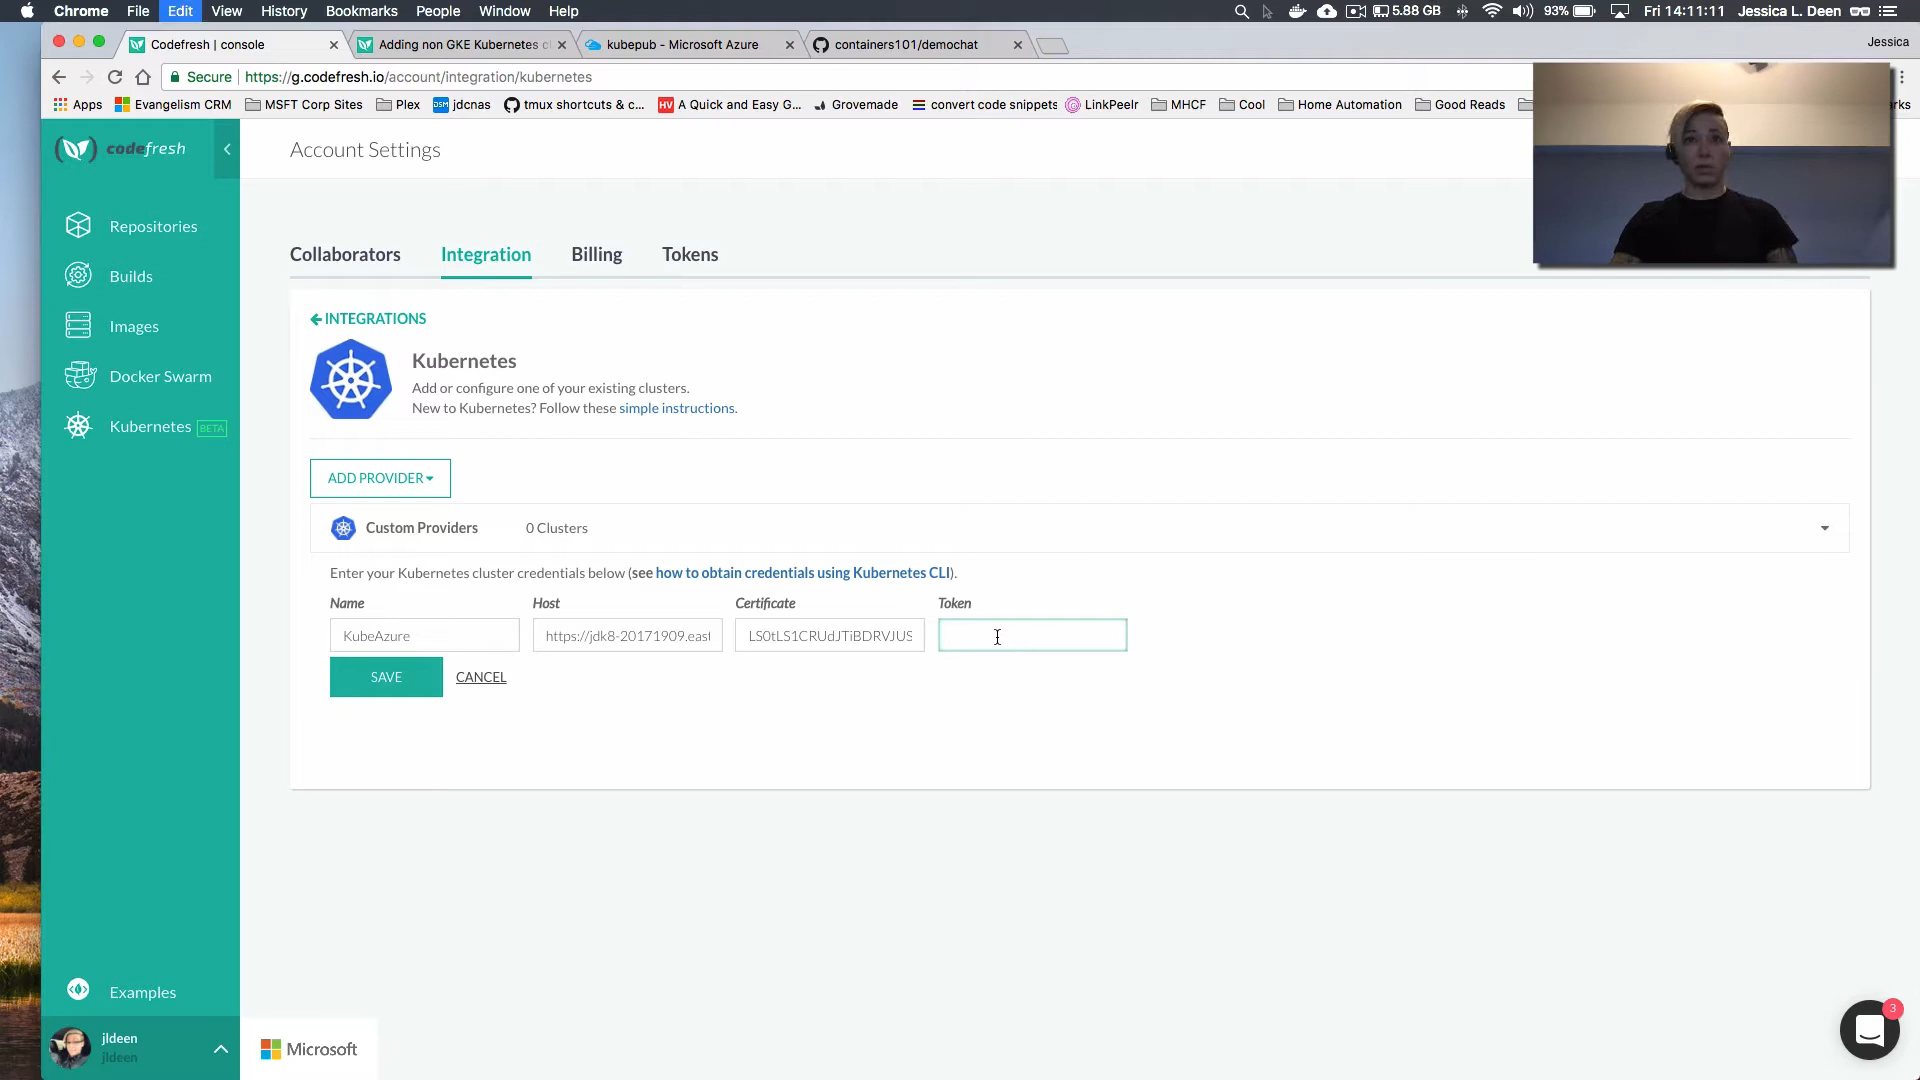 Chrome File Edit View History Bookmarks People Window Help 5.88 GB 93% Fri 14:11:11 Jessica L. Deen
Codefresh | console Adding non GKE Kubernetes c kubepub - Microsoft Azure containers101/demochat Jessica
Secure https://g.codefresh.io/account/integration/kubernetes
Apps Evangelism CRM MSFT Corp Sites Plex DSM jdcnas tmux shortcuts & c... HV A Quick and Easy G... Grovemade convert code snippets LinkPeelr MHCF Cool Home Automation Good Reads rks
codefresh
Account Settings
Repositories
Builds
Images
Docker Swarm
Kubernetes BETA
Collaborators Integration Billing Tokens
INTEGRATIONS
Kubernetes
Add or configure one of your existing clusters.
New to Kubernetes? Follow these simple instructions.
ADD PROVIDER
Custom Providers 0 Clusters
Enter your Kubernetes cluster credentials below (see how to obtain credentials using Kubernetes CLI).
Name Host Certificate Token
KubeAzure https://jdk8-20171909.east LS0tLS1CRUdJTiBDRVJUS
SAVE CANCEL
Examples
jldeen
jldeen
Microsoft
3